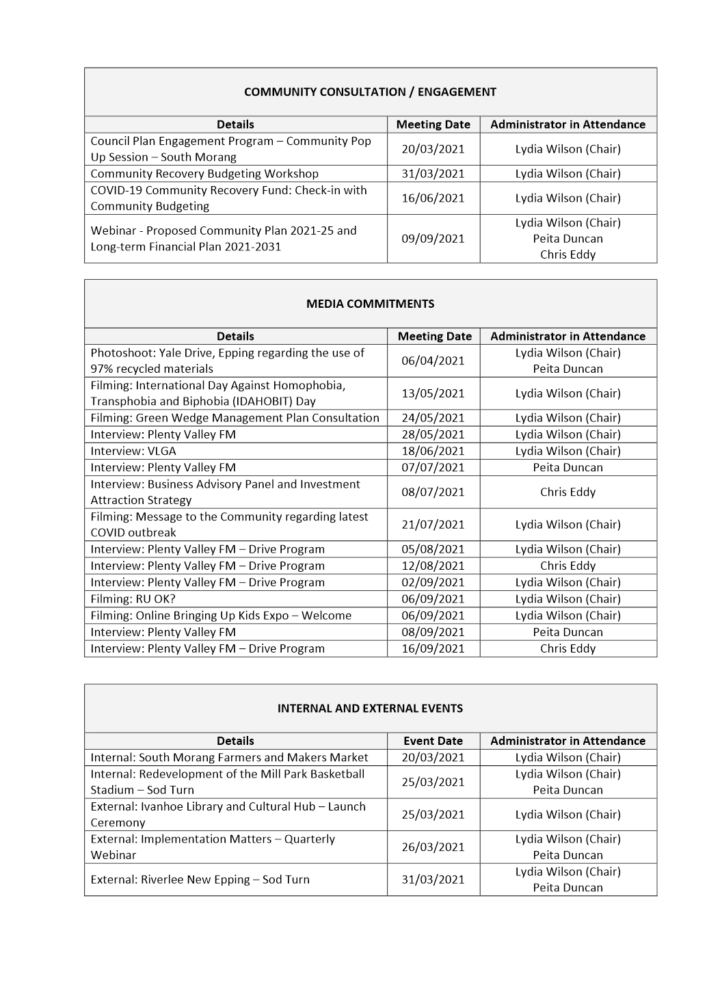 COMMUNITY CONSULTATION / ENGAGEMENT
Details Meeting Date Administrator in Attendance
Council Plan Engagement Program – Community Pop
Up Session – South Morang
20/03/2021
Lydia Wilson (Chair)
Community Recovery Budgeting Workshop 31/03/2021 Lydia Wilson (Chair)
COVID-19 Community Recovery Fund: Check-in with
Community Budgeting
16/06/2021
Lydia Wilson (Chair)
Webinar - Proposed Community Plan 2021-25 and
Long-term Financial Plan 2021-2031
09/09/2021
Lydia Wilson (Chair)
Peita Duncan
Chris Eddy
MEDIA COMMITMENTS
Details Meeting Date Administrator in Attendance
Photoshoot: Yale Drive, Epping regarding the use of
97% recycled materials
06/04/2021
Lydia Wilson (Chair)
Peita Duncan
Filming: International Day Against Homophobia,
Transphobia and Biphobia (IDAHOBIT) Day
13/05/2021
Lydia Wilson (Chair)
Filming: Green Wedge Management Plan Consultation 24/05/2021 Lydia Wilson (Chair)
Interview: Plenty Valley FM 28/05/2021 Lydia Wilson (Chair)
Interview: VLGA 18/06/2021 Lydia Wilson (Chair)
Interview: Plenty Valley FM 07/07/2021 Peita Duncan
Interview: Business Advisory Panel and Investment
Attraction Strategy
08/07/2021
Chris Eddy
Filming: Message to the Community regarding latest
COVID outbreak
21/07/2021
Lydia Wilson (Chair)
Interview: Plenty Valley FM – Drive Program 05/08/2021 Lydia Wilson (Chair)
Interview: Plenty Valley FM – Drive Program 12/08/2021 Chris Eddy
Interview: Plenty Valley FM – Drive Program 02/09/2021 Lydia Wilson (Chair)
Filming: RU OK? 06/09/2021 Lydia Wilson (Chair)
Filming: Online Bringing Up Kids Expo – Welcome 06/09/2021 Lydia Wilson (Chair)
Interview: Plenty Valley FM 08/09/2021 Peita Duncan
Interview: Plenty Valley FM – Drive Program 16/09/2021 Chris Eddy
INTERNAL AND EXTERNAL EVENTS
Details Event Date Administrator in Attendance
Internal: South Morang Farmers and Makers Market 20/03/2021 Lydia Wilson (Chair)
Internal: Redevelopment of the Mill Park Basketball
Stadium – Sod Turn
25/03/2021
Lydia Wilson (Chair)
Peita Duncan
External: Ivanhoe Library and Cultural Hub – Launch
Ceremony
25/03/2021
Lydia Wilson (Chair)
External: Implementation Matters – Quarterly
Webinar
26/03/2021
Lydia Wilson (Chair)
Peita Duncan
External: Riverlee New Epping – Sod Turn
31/03/2021
Lydia Wilson (Chair)
Peita Duncan